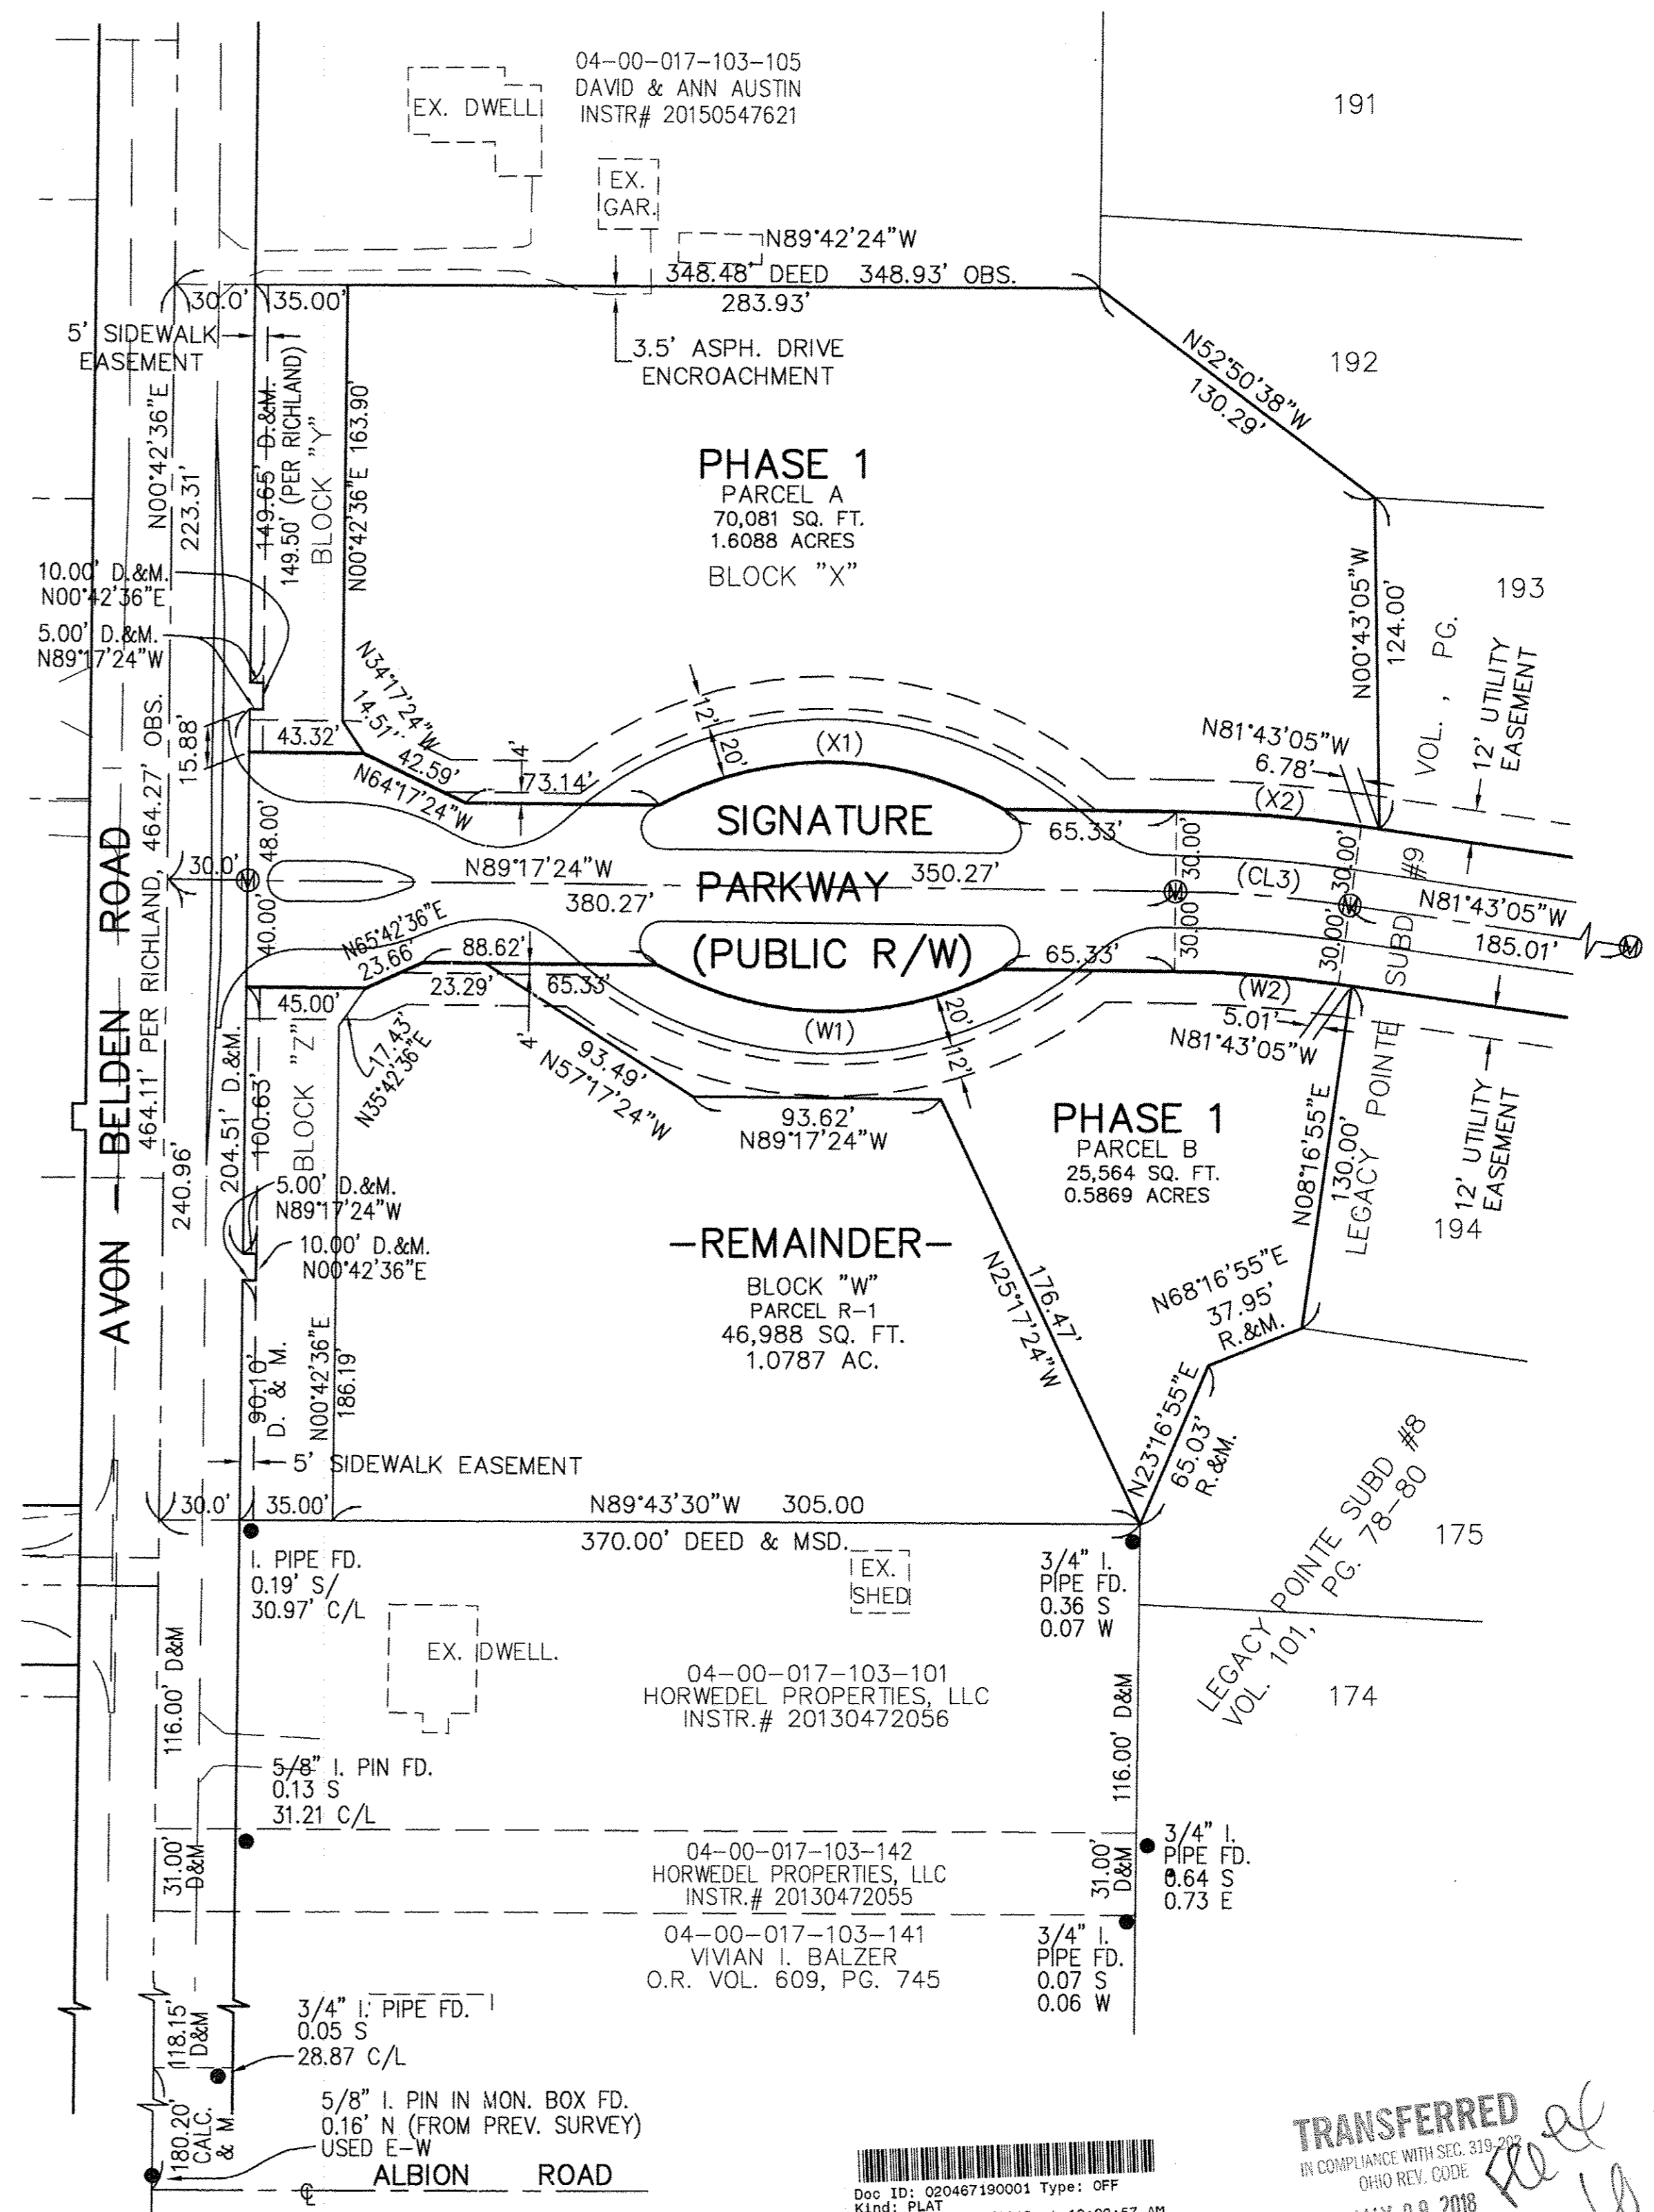 04-00-017-103-105
DAVID & ANN AUSTIN
INSTR# 20150547621
EX. DWELL
EX.
GAR.
191
N89°42'24"W
348.48' DEED 348.93' OBS.
283.93'
30.0'
35.00'
5' SIDEWALK
EASEMENT
3.5' ASPH. DRIVE
ENCROACHMENT
N52°50'38"W
130.29'
192
N00°42'36"E
223.31'
149.65' D.&M.
149.50' (PER RICHLAND)
BLOCK "Y"
N00°42'36"E 163.90'
PHASE 1
PARCEL A
70,081 SQ. FT.
1.6088 ACRES
BLOCK "X"
N00°43'05"W
124.00'
193
VOL. , PG.
12' UTILITY
EASEMENT
10.00' D.&M.
N00°42'36"E
5.00' D.&M.
N89°17'24"W
15.88'
43.32'
N34°17'24"W
14.51'
42.59'
N64°17'24"W
4'
73.14'
12'
20'
(X1)
N81°43'05"W
6.78'
(X2)
SIGNATURE
65.33'
30.00'
30.00'
48.00'
30.0'
M
N89°17'24"W
380.27'
PARKWAY
350.27'
M
(CL3)
M
N81°43'05"W
185.01'
M
40.00'
N65°42'36"E
23.66'
88.62'
(PUBLIC R/W)
65.33'
30.00'
30.00'
SUBD #9
45.00'
23.29'
65.33'
4'
17.43'
N35°42'36"E
93.49'
N57°17'24"W
(W1)
20'
12'
(W2)
5.01'
N81°43'05"W
LEGACY POINTE
12' UTILITY
EASEMENT
AVON - BELDEN ROAD
464.11' PER RICHLAND, 464.27' OBS.
240.96'
204.51' D.&M.
100.63'
BLOCK "Z"
93.62'
N89°17'24"W
PHASE 1
PARCEL B
25,564 SQ. FT.
0.5869 ACRES
N08°16'55"E
130.00'
194
5.00' D.&M.
N89°17'24"W
10.00' D.&M.
N00°42'36"E
-REMAINDER-
BLOCK "W"
PARCEL R-1
46,988 SQ. FT.
1.0787 AC.
176.47'
N25°17'24"W
N68°16'55"E
37.95'
R.&M.
90.10'
D. & M.
N00°42'36"E
186.19'
N23°16'55"E
65.03'
R.&M.
5' SIDEWALK EASEMENT
30.0'
35.00'
N89°43'30"W 305.00
370.00' DEED & MSD.
LEGACY POINTE SUBD #8
VOL. 101, PG. 78-80
175
I. PIPE FD.
0.19' S/
30.97' C/L
EX.
SHED
3/4" I.
PIPE FD.
0.36 S
0.07 W
EX. DWELL.
04-00-017-103-101
HORWEDEL PROPERTIES, LLC
INSTR.# 20130472056
174
116.00' D&M
116.00' D&M
5/8" I. PIN FD.
0.13 S
31.21 C/L
31.00'
D&M
04-00-017-103-142
HORWEDEL PROPERTIES, LLC
INSTR.# 20130472055
31.00'
D&M
3/4" I.
PIPE FD.
0.64 S
0.73 E
04-00-017-103-141
VIVIAN I. BALZER
O.R. VOL. 609, PG. 745
3/4" I.
PIPE FD.
0.07 S
0.06 W
118.15'
D&M
3/4" I. PIPE FD.
0.05 S
28.87 C/L
180.20'
CALC.
& M.
5/8" I. PIN IN MON. BOX FD.
0.16' N (FROM PREV. SURVEY)
USED E-W
ALBION ROAD
Doc ID: 020467190001 Type: OFF
Kind: PLAT
TRANSFERRED
IN COMPLIANCE WITH SEC. 319-202
OHIO REV. CODE
09 2018